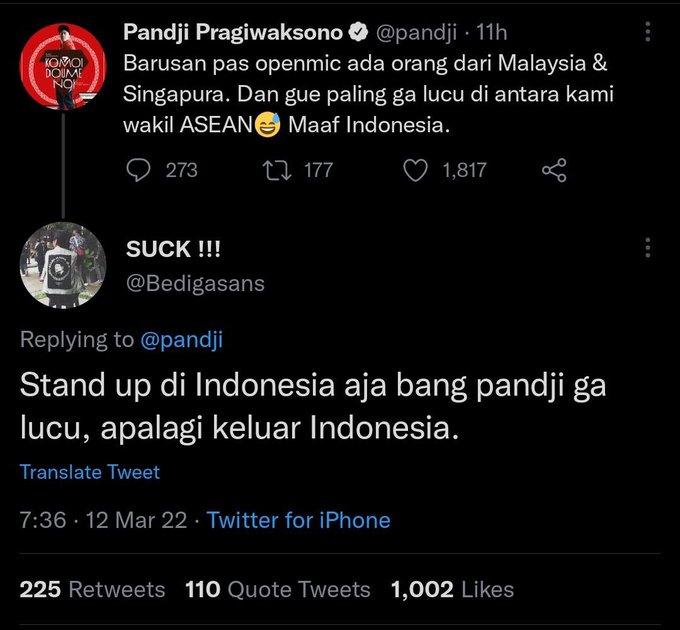 Pandji Pragiwaksono @pandji · 11h
Barusan pas openmic ada orang dari Malaysia &
Singapura. Dan gue paling ga lucu di antara kami
wakil ASEAN😅 Maaf Indonesia.
273 177 1,817
KOMOI
DOUME
NO!
SUCK !!!
@Bedigasans
Replying to @pandji
Stand up di Indonesia aja bang pandji ga
lucu, apalagi keluar Indonesia.
Translate Tweet
7:36 · 12 Mar 22 · Twitter for iPhone
225 Retweets 110 Quote Tweets 1,002 Likes